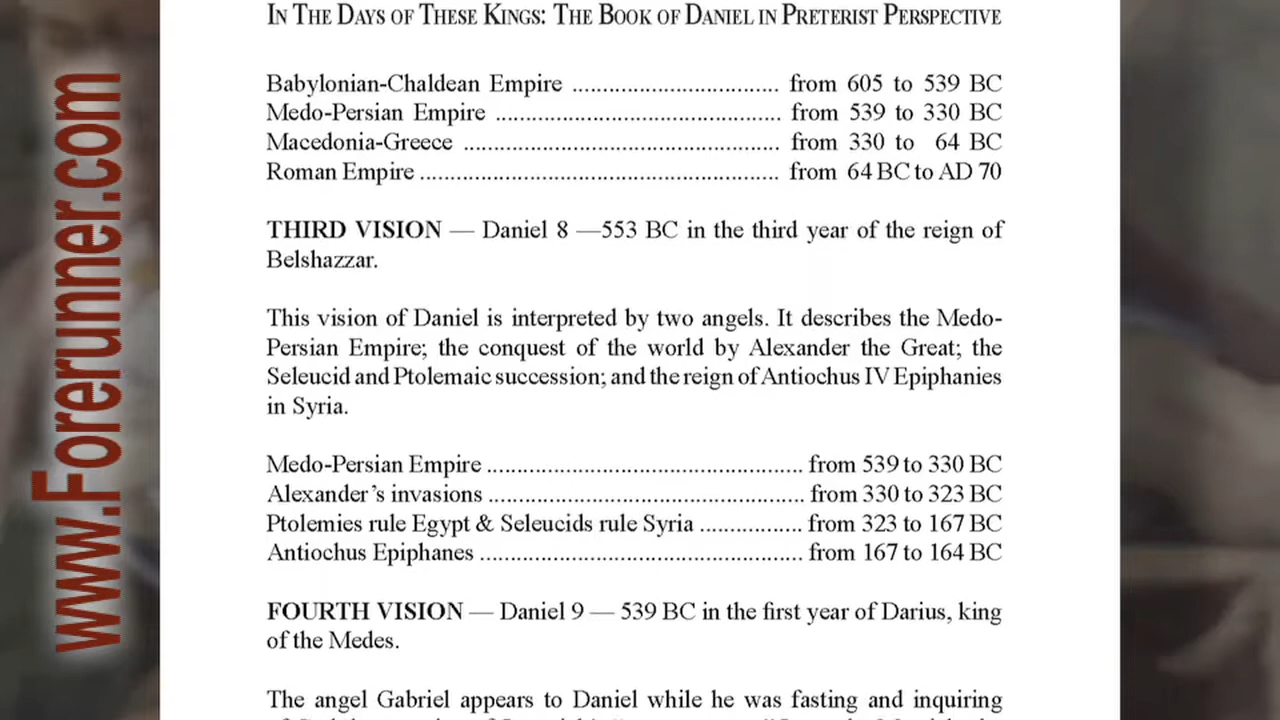 www.Forerunner.com
IN THE DAYS OF THESE KINGS: THE BOOK OF DANIEL IN PRETERIST PERSPECTIVE
Babylonian-Chaldean Empire .................................. from 605 to 539 BC
Medo-Persian Empire ............................................... from 539 to 330 BC
Macedonia-Greece .................................................... from 330 to 64 BC
Roman Empire ............................................................ from 64 BC to AD 70
THIRD VISION — Daniel 8 —553 BC in the third year of the reign of
Belshazzar.
This vision of Daniel is interpreted by two angels. It describes the Medo-
Persian Empire; the conquest of the world by Alexander the Great; the
Seleucid and Ptolemaic succession; and the reign of Antiochus IV Epiphanies
in Syria.
Medo-Persian Empire ..................................................... from 539 to 330 BC
Alexander's invasions ..................................................... from 330 to 323 BC
Ptolemies rule Egypt & Seleucids rule Syria ................. from 323 to 167 BC
Antiochus Epiphanes ...................................................... from 167 to 164 BC
FOURTH VISION — Daniel 9 — 539 BC in the first year of Darius, king
of the Medes.
The angel Gabriel appears to Daniel while he was fasting and inquiring